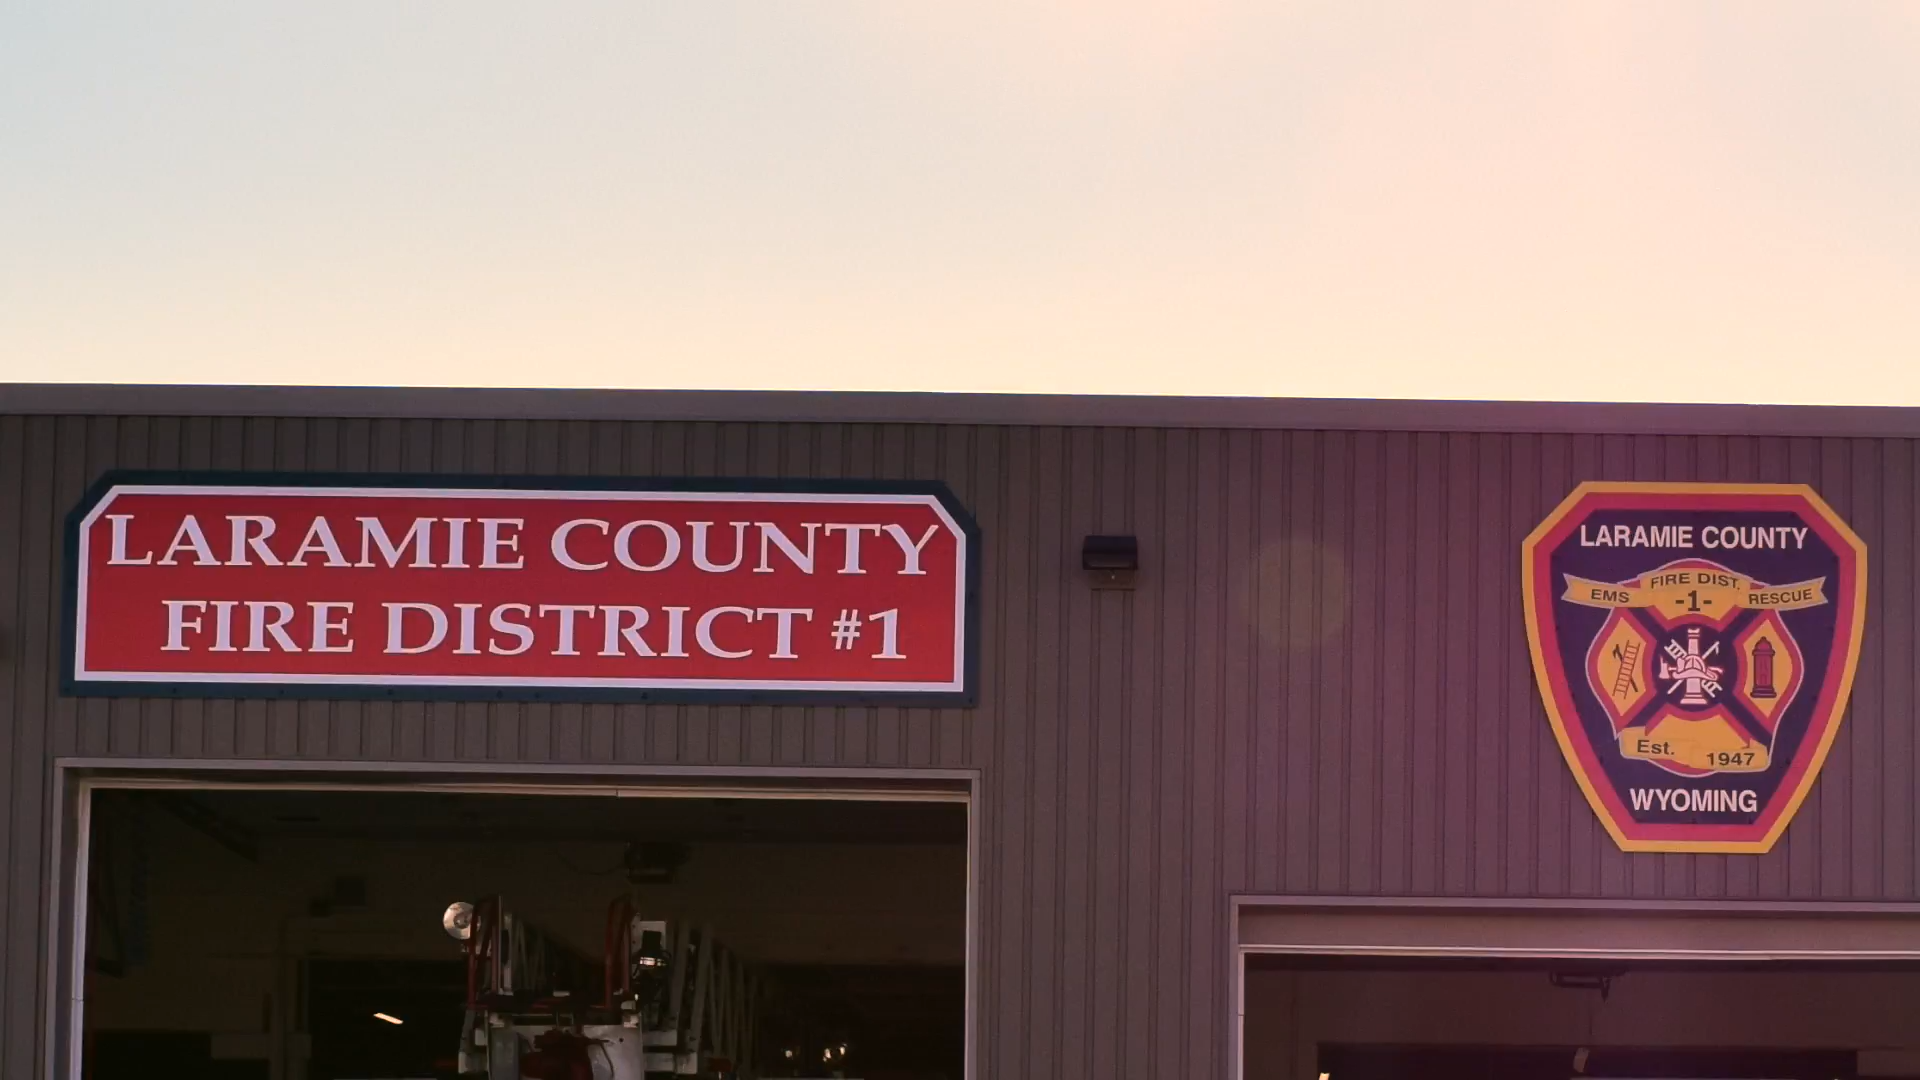 LARAMIE COUNTY
FIRE DISTRICT #1
LARAMIE COUNTY
FIRE DIST.
EMS -1- RESCUE
Est. 1947
WYOMING